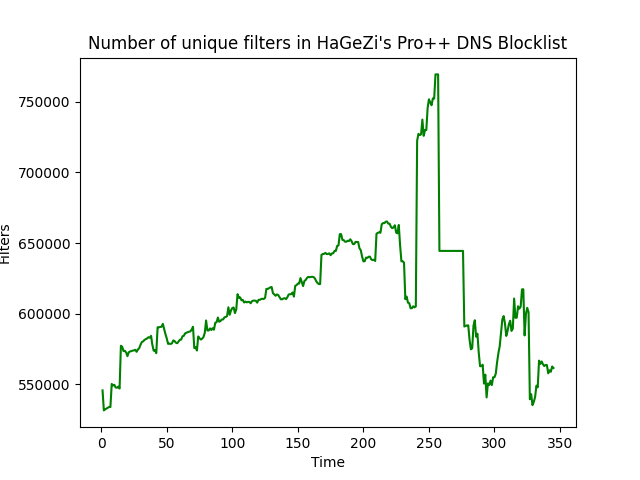 Number of unique filters in HaGeZi's Pro++ DNS Blocklist
750000
700000
650000
600000
550000
Filters
0 50 100 150 200 250 300 350
Time